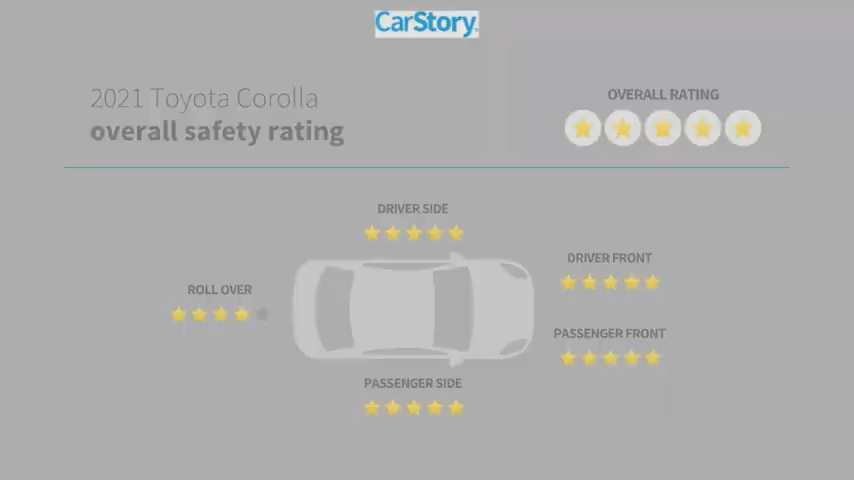 CarStory
2021 Toyota Corolla
overall safety rating
OVERALL RATING
DRIVER SIDE
DRIVER FRONT
ROLL OVER
PASSENGER FRONT
PASSENGER SIDE